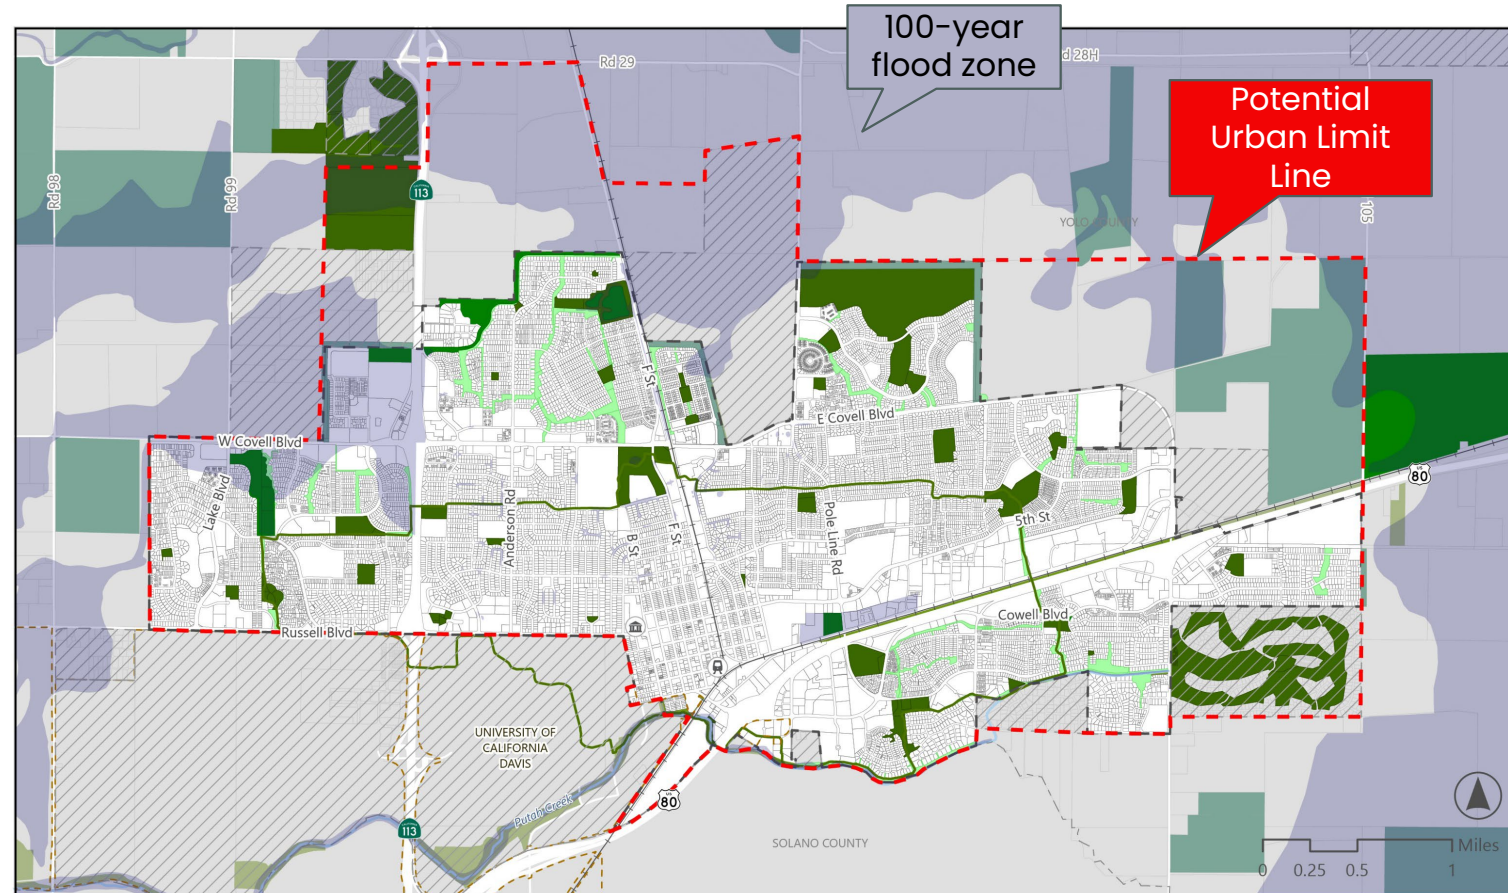 100-year
flood zone
Rd 29
d 28H
Potential
Urban Limit
Line
Rd 98
Rd 99
113
105
YOLO COUNTY
F St
E Covell Blvd
W Covell Blvd
US
80
Lake Blvd
Anderson Rd
B St
F St
Pole Line Rd
5th St
Cowell Blvd
Russell Blvd
UNIVERSITY OF
CALIFORNIA
DAVIS
Putah Creek
US
80
113
SOLANO COUNTY
Miles
0 0.25 0.5 1